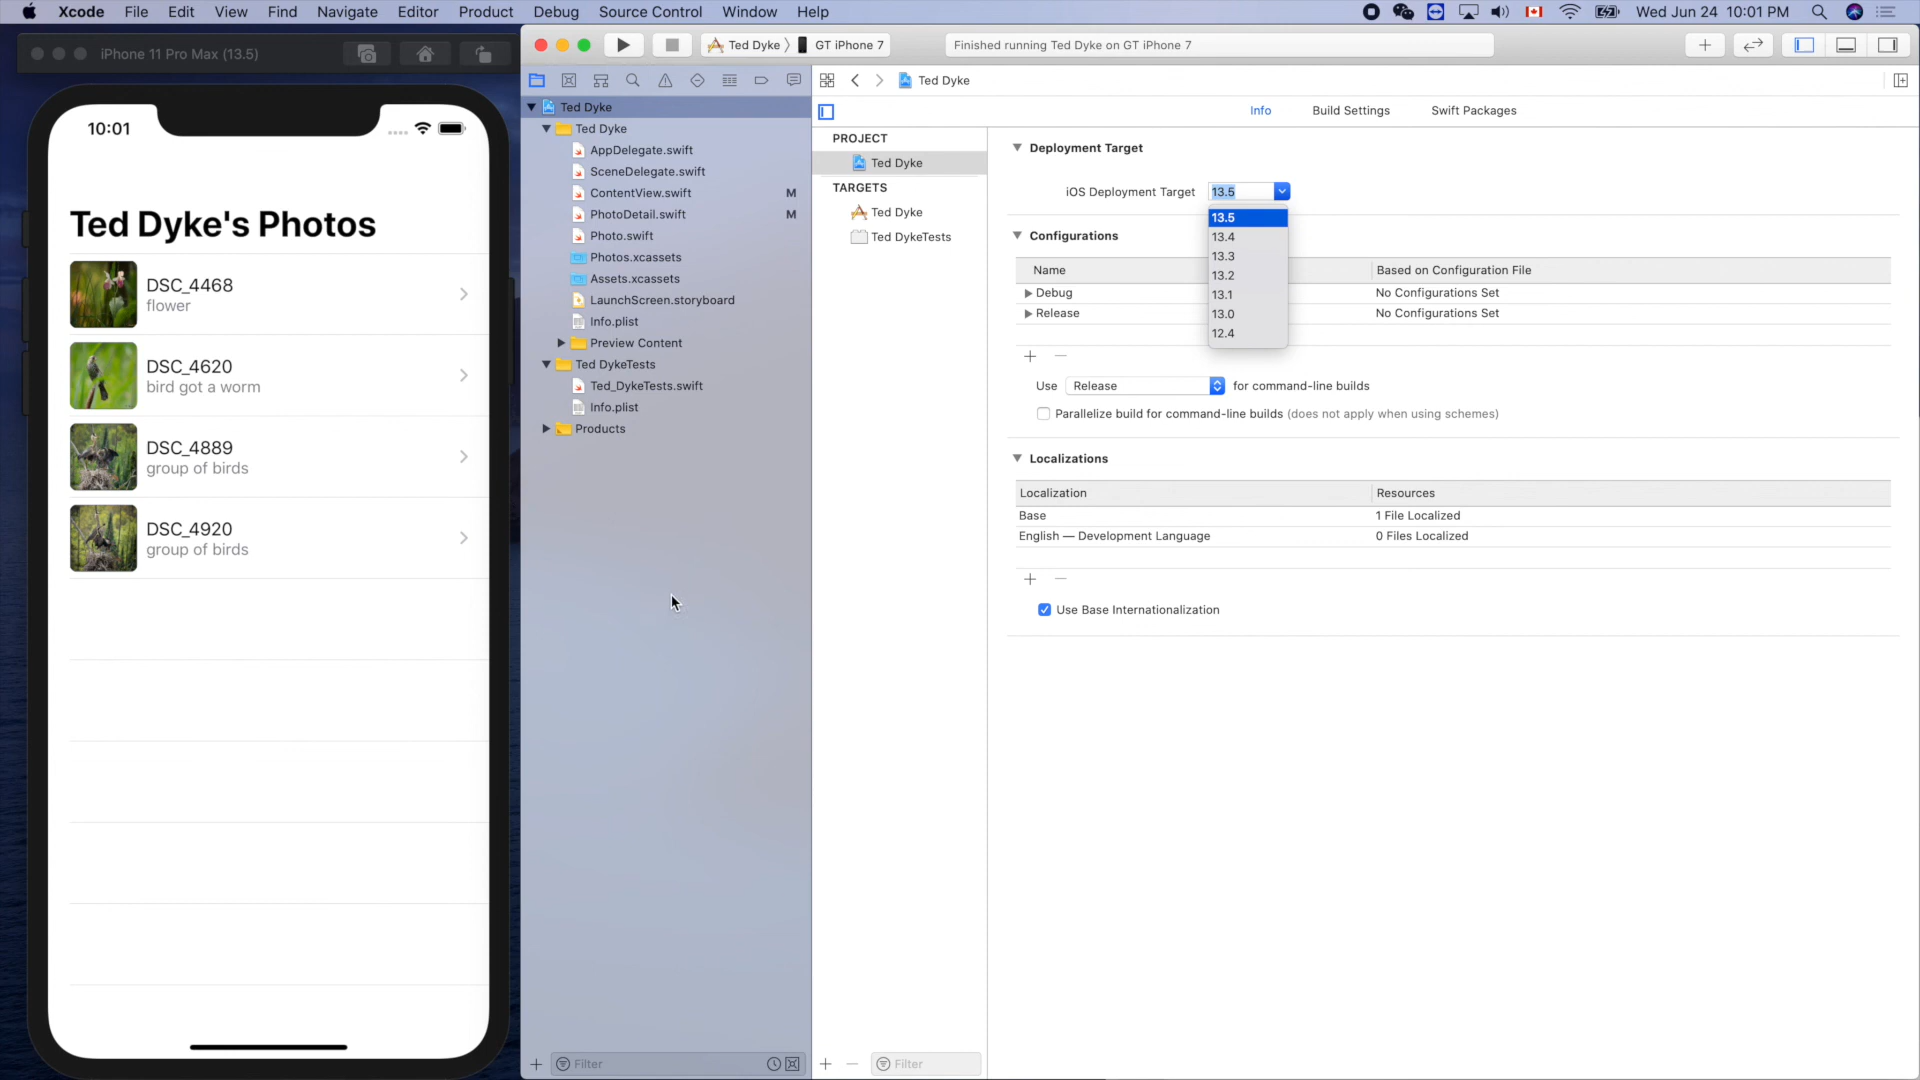 Xcode File Edit View Find Navigate Editor Product Debug Source Control Window Help
Wed Jun 24 10:01 PM
iPhone 11 Pro Max (13.5)
10:01
Ted Dyke's Photos
DSC_4468
flower
DSC_4620
bird got a worm
DSC_4889
group of birds
DSC_4920
group of birds
Ted Dyke GT iPhone 7
Finished running Ted Dyke on GT iPhone 7
Ted Dyke
Ted Dyke
AppDelegate.swift
SceneDelegate.swift
ContentView.swift M
PhotoDetail.swift M
Photo.swift
Photos.xcassets
Assets.xcassets
LaunchScreen.storyboard
Info.plist
Preview Content
Ted DykeTests
Ted_DykeTests.swift
Info.plist
Products
Filter
Ted Dyke
Info Build Settings Swift Packages
PROJECT
Ted Dyke
TARGETS
Ted Dyke
Ted DykeTests
Filter
Deployment Target
iOS Deployment Target 13.5
13.5
13.4
13.3
13.2
13.1
13.0
12.4
Configurations
Name Based on Configuration File
Debug No Configurations Set
Release No Configurations Set
Use Release for command-line builds
Parallelize build for command-line builds (does not apply when using schemes)
Localizations
Localization Resources
Base 1 File Localized
English — Development Language 0 Files Localized
Use Base Internationalization